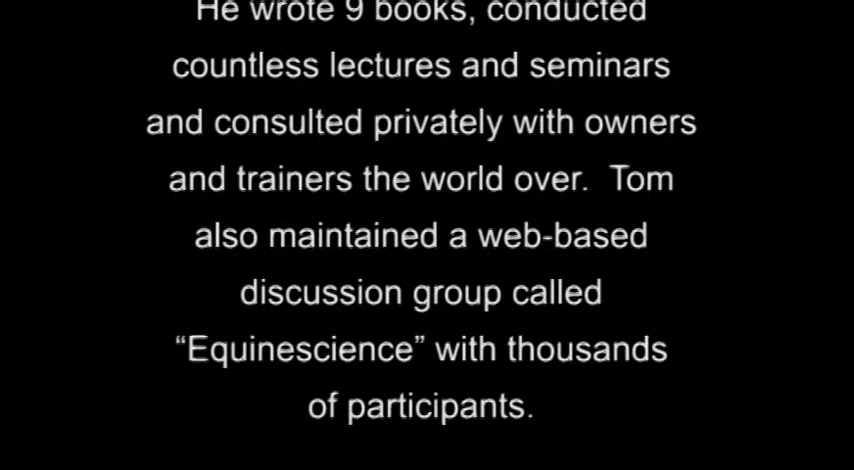 He wrote 9 books, conducted
countless lectures and seminars
and consulted privately with owners
and trainers the world over. Tom
also maintained a web-based
discussion group called
“Equinescience” with thousands
of participants.